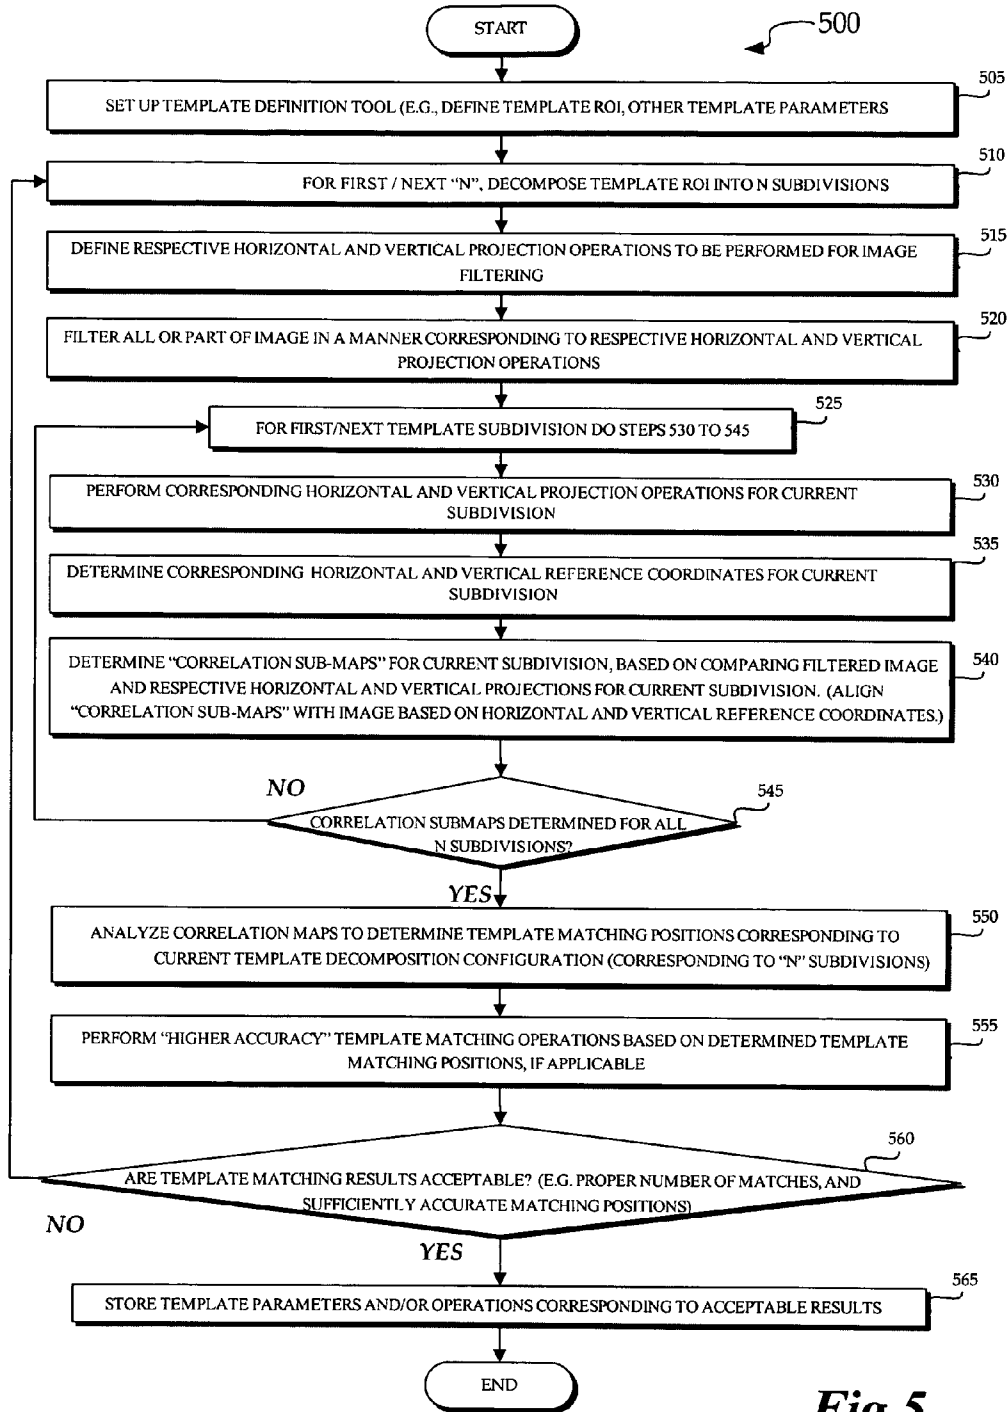 START
500
SET UP TEMPLATE DEFINITION TOOL (E.G., DEFINE TEMPLATE ROI, OTHER TEMPLATE PARAMETERS
505
FOR FIRST / NEXT “N”, DECOMPOSE TEMPLATE ROI INTO N SUBDIVISIONS
510
DEFINE RESPECTIVE HORIZONTAL AND VERTICAL PROJECTION OPERATIONS TO BE PERFORMED FOR IMAGE
FILTERING
515
FILTER ALL OR PART OF IMAGE IN A MANNER CORRESPONDING TO RESPECTIVE HORIZONTAL AND VERTICAL
PROJECTION OPERATIONS
520
FOR FIRST/NEXT TEMPLATE SUBDIVISION DO STEPS 530 TO 545
525
PERFORM CORRESPONDING HORIZONTAL AND VERTICAL PROJECTION OPERATIONS FOR CURRENT
SUBDIVISION
530
DETERMINE CORRESPONDING HORIZONTAL AND VERTICAL REFERENCE COORDINATES FOR CURRENT
SUBDIVISION
535
DETERMINE “CORRELATION SUB-MAPS” FOR CURRENT SUBDIVISION, BASED ON COMPARING FILTERED IMAGE
AND RESPECTIVE HORIZONTAL AND VERTICAL PROJECTIONS FOR CURRENT SUBDIVISION. (ALIGN
“CORRELATION SUB-MAPS” WITH IMAGE BASED ON HORIZONTAL AND VERTICAL REFERENCE COORDINATES.)
540
NO
CORRELATION SUBMAPS DETERMINED FOR ALL
N SUBDIVISIONS?
545
YES
ANALYZE CORRELATION MAPS TO DETERMINE TEMPLATE MATCHING POSITIONS CORRESPONDING TO
CURRENT TEMPLATE DECOMPOSITION CONFIGURATION (CORRESPONDING TO “N” SUBDIVISIONS)
550
PERFORM “HIGHER ACCURACY” TEMPLATE MATCHING OPERATIONS BASED ON DETERMINED TEMPLATE
MATCHING POSITIONS, IF APPLICABLE
555
ARE TEMPLATE MATCHING RESULTS ACCEPTABLE? (E.G. PROPER NUMBER OF MATCHES, AND
SUFFICIENTLY ACCURATE MATCHING POSITIONS)
560
NO
YES
STORE TEMPLATE PARAMETERS AND/OR OPERATIONS CORRESPONDING TO ACCEPTABLE RESULTS
565
END
Fig.5